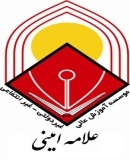 موسسه آموزش عالی غیردولتی - غیرانتفاعی
علامه امینی